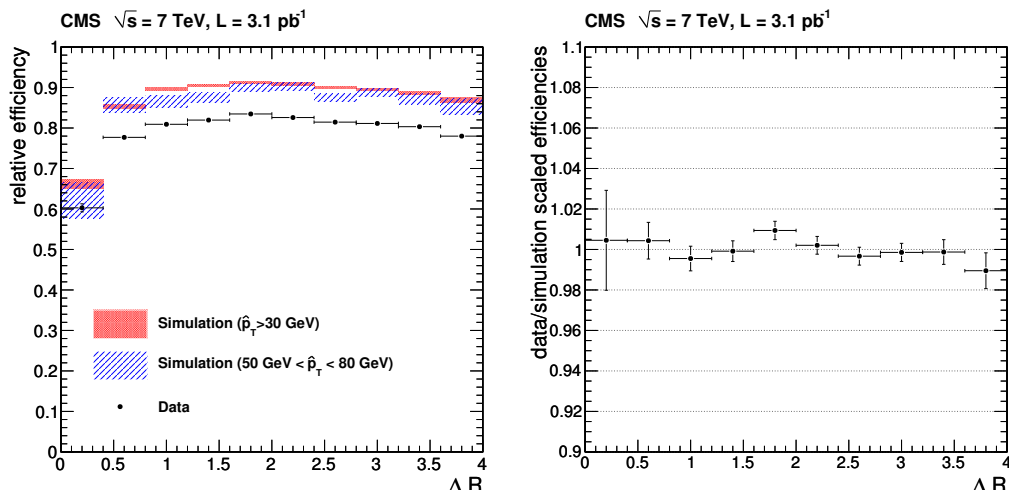 CMS √s = 7 TeV, L = 3.1 pb⁻¹
relative efficiency
1
0.9
0.8
0.7
0.6
0.5
0.4
0.3
0.2
0.1
0
Simulation (p̂_T>30 GeV)
Simulation (50 GeV < p̂_T < 80 GeV)
Data
0 0.5 1 1.5 2 2.5 3 3.5 4
Δ R
CMS √s = 7 TeV, L = 3.1 pb⁻¹
data/simulation scaled efficiencies
1.1
1.08
1.06
1.04
1.02
1
0.98
0.96
0.94
0.92
0.9
0 0.5 1 1.5 2 2.5 3 3.5 4
Δ R